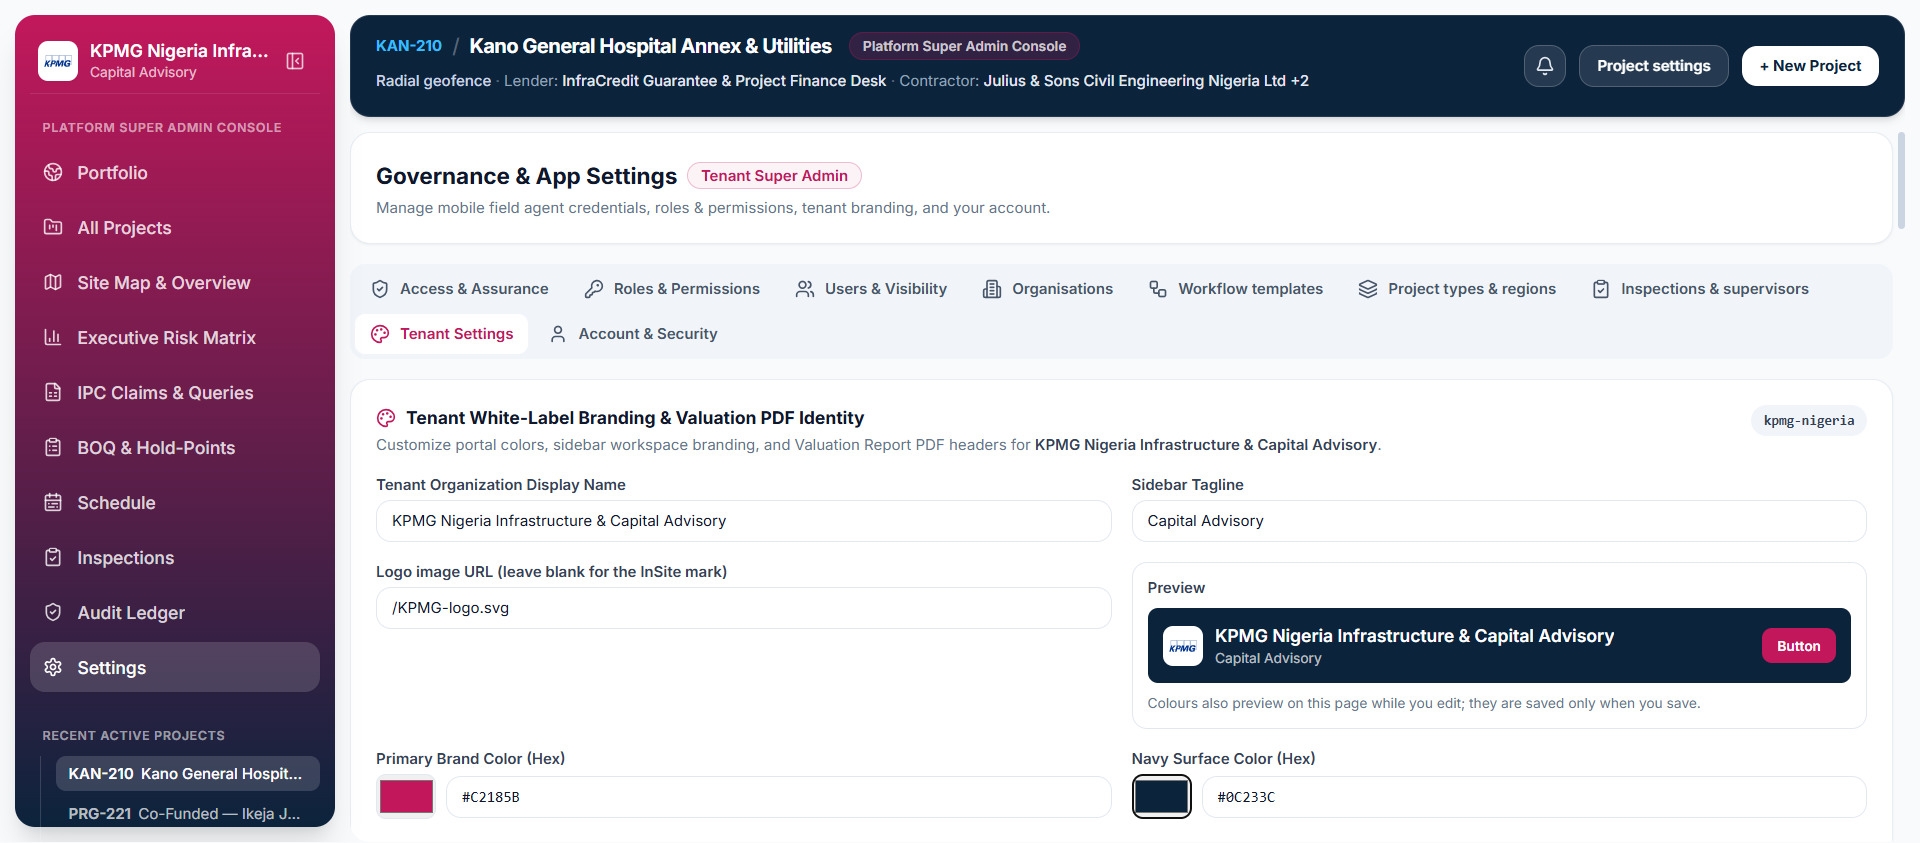 KPMG
KPMG Nigeria Infra...
Capital Advisory
PLATFORM SUPER ADMIN CONSOLE
Portfolio
All Projects
Site Map & Overview
Executive Risk Matrix
IPC Claims & Queries
BOQ & Hold-Points
Schedule
Inspections
Audit Ledger
Settings
RECENT ACTIVE PROJECTS
KAN-210 Kano General Hospit...
PRG-221 Co-Funded — Ikeja J...
KAN-210 / Kano General Hospital Annex & Utilities Platform Super Admin Console
Radial geofence · Lender: InfraCredit Guarantee & Project Finance Desk · Contractor: Julius & Sons Civil Engineering Nigeria Ltd +2
Project settings
+ New Project
Governance & App Settings Tenant Super Admin
Manage mobile field agent credentials, roles & permissions, tenant branding, and your account.
Access & Assurance Roles & Permissions Users & Visibility Organisations Workflow templates Project types & regions Inspections & supervisors
Tenant Settings Account & Security
Tenant White-Label Branding & Valuation PDF Identity kpmg-nigeria
Customize portal colors, sidebar workspace branding, and Valuation Report PDF headers for KPMG Nigeria Infrastructure & Capital Advisory.
Tenant Organization Display Name
KPMG Nigeria Infrastructure & Capital Advisory
Sidebar Tagline
Capital Advisory
Logo image URL (leave blank for the InSite mark)
/KPMG-logo.svg
Preview
KPMG
KPMG Nigeria Infrastructure & Capital Advisory
Capital Advisory
Button
Colours also preview on this page while you edit; they are saved only when you save.
Primary Brand Color (Hex)
#C2185B
Navy Surface Color (Hex)
#0C233C